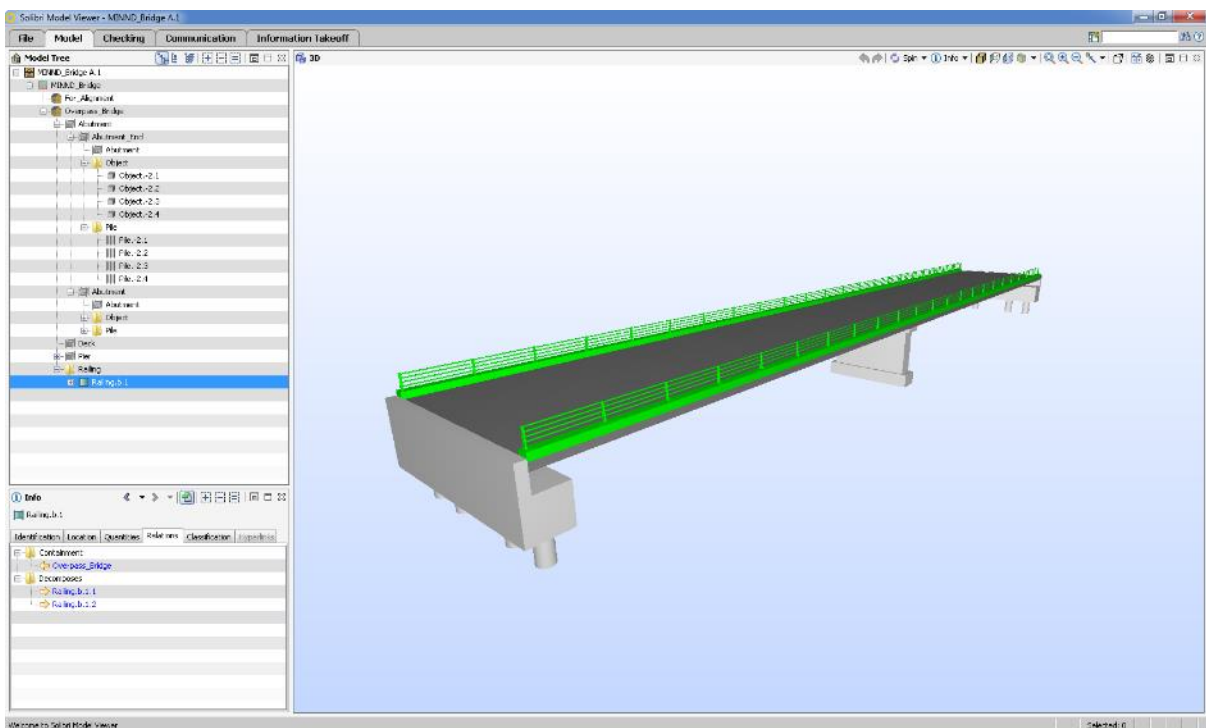 Solibri Model Viewer - MINND_Bridge A.1
File Model Checking Communication Information Takeoff
Model Tree
3D
Spin Info
MINND_Bridge A.1
MINND_Bridge
For_Alignment
Overpass_Bridge
Abutment
Abutment_End
Abutment
Object
Object.-2.1
Object.-2.2
Object.-2.3
Object.-2.4
Pile
Pile.-2.1
Pile.-2.2
Pile.-2.3
Pile.-2.4
Abutment
Abutment
Object
Pile
Deck
Pier
Railing
Railing.b.1
Info
Railing.b.1
Identification Location Quantities Relations Classification Hyperlinks
Containment
Overpass_Bridge
Decomposes
Railing.b.1.1
Railing.b.1.2
Welcome to Solibri Model Viewer
Selected: 0